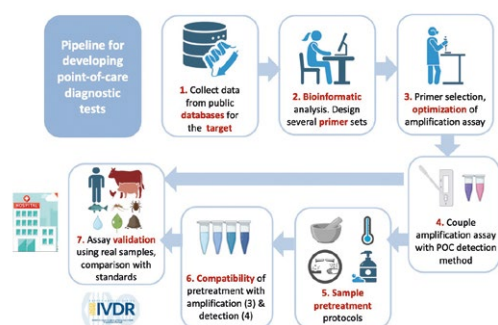 Pipeline for
developing
point-of-care
diagnostic
tests
1. Collect data
from public
databases for
the target
2. Bioinformatic
analysis. Design
several primer sets
3. Primer selection,
optimization of
amplification assay
4. Couple
amplification assay
with POC detection
method
5. Sample
pretreatment
protocols
6. Compatibility of
pretreatment with
amplification (3) &
detection (4)
7. Assay validation
using real samples,
comparison with
standards
HOSPITAL
IVDR